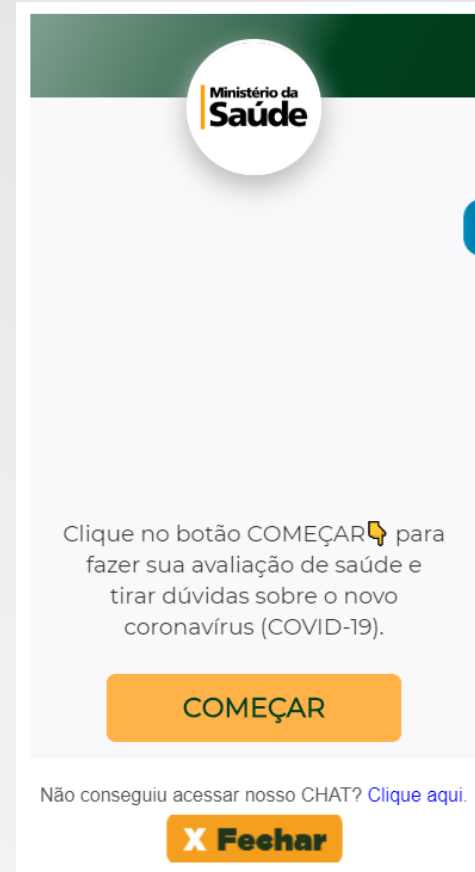 Ministério da
Saúde
Clique no botão COMEÇAR👇 para
fazer sua avaliação de saúde e
tirar dúvidas sobre o novo
coronavírus (COVID-19).
COMEÇAR
Não conseguiu acessar nosso CHAT? Clique aqui.
X Fechar